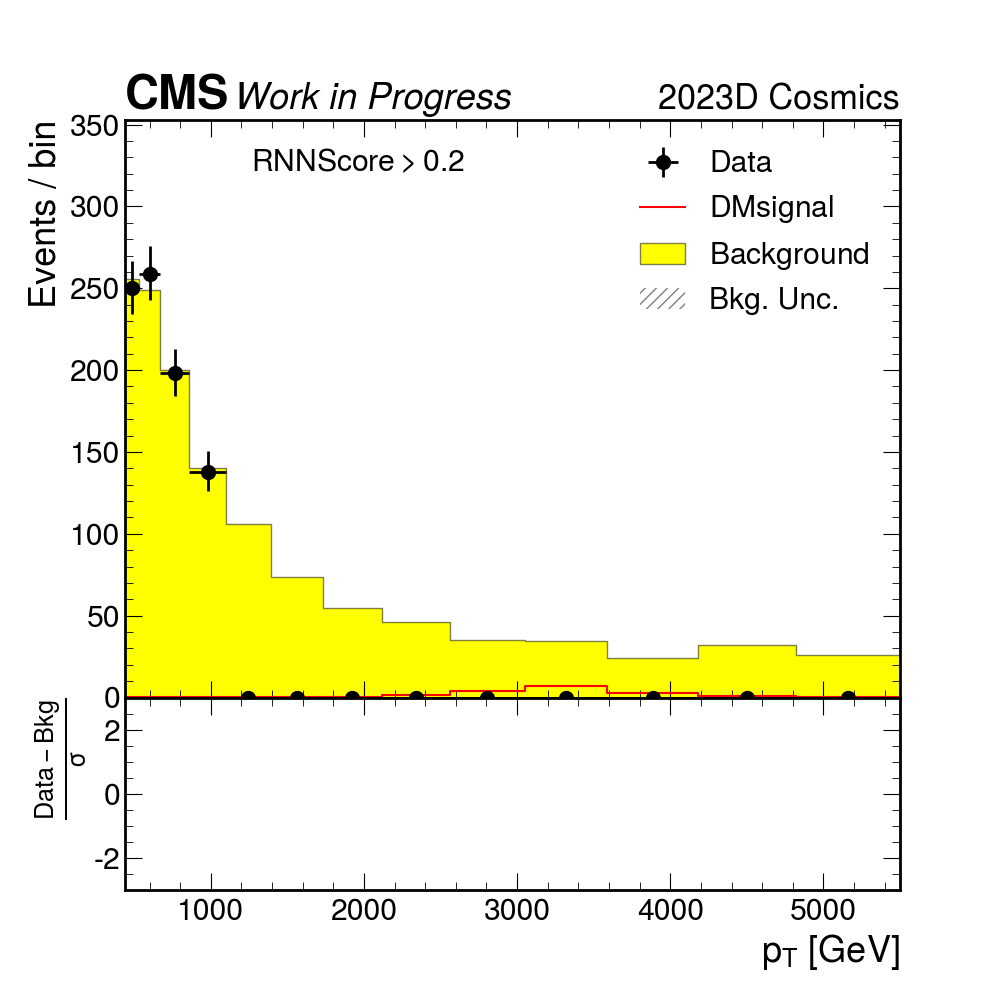 CMS Work in Progress 2023D Cosmics
RNNScore > 0.2
Data
DMsignal
Background
Bkg. Unc.
Events / bin
350
300
250
200
150
100
50
0
Data – Bkg
σ
2
0
-2
1000 2000 3000 4000 5000
pT [GeV]